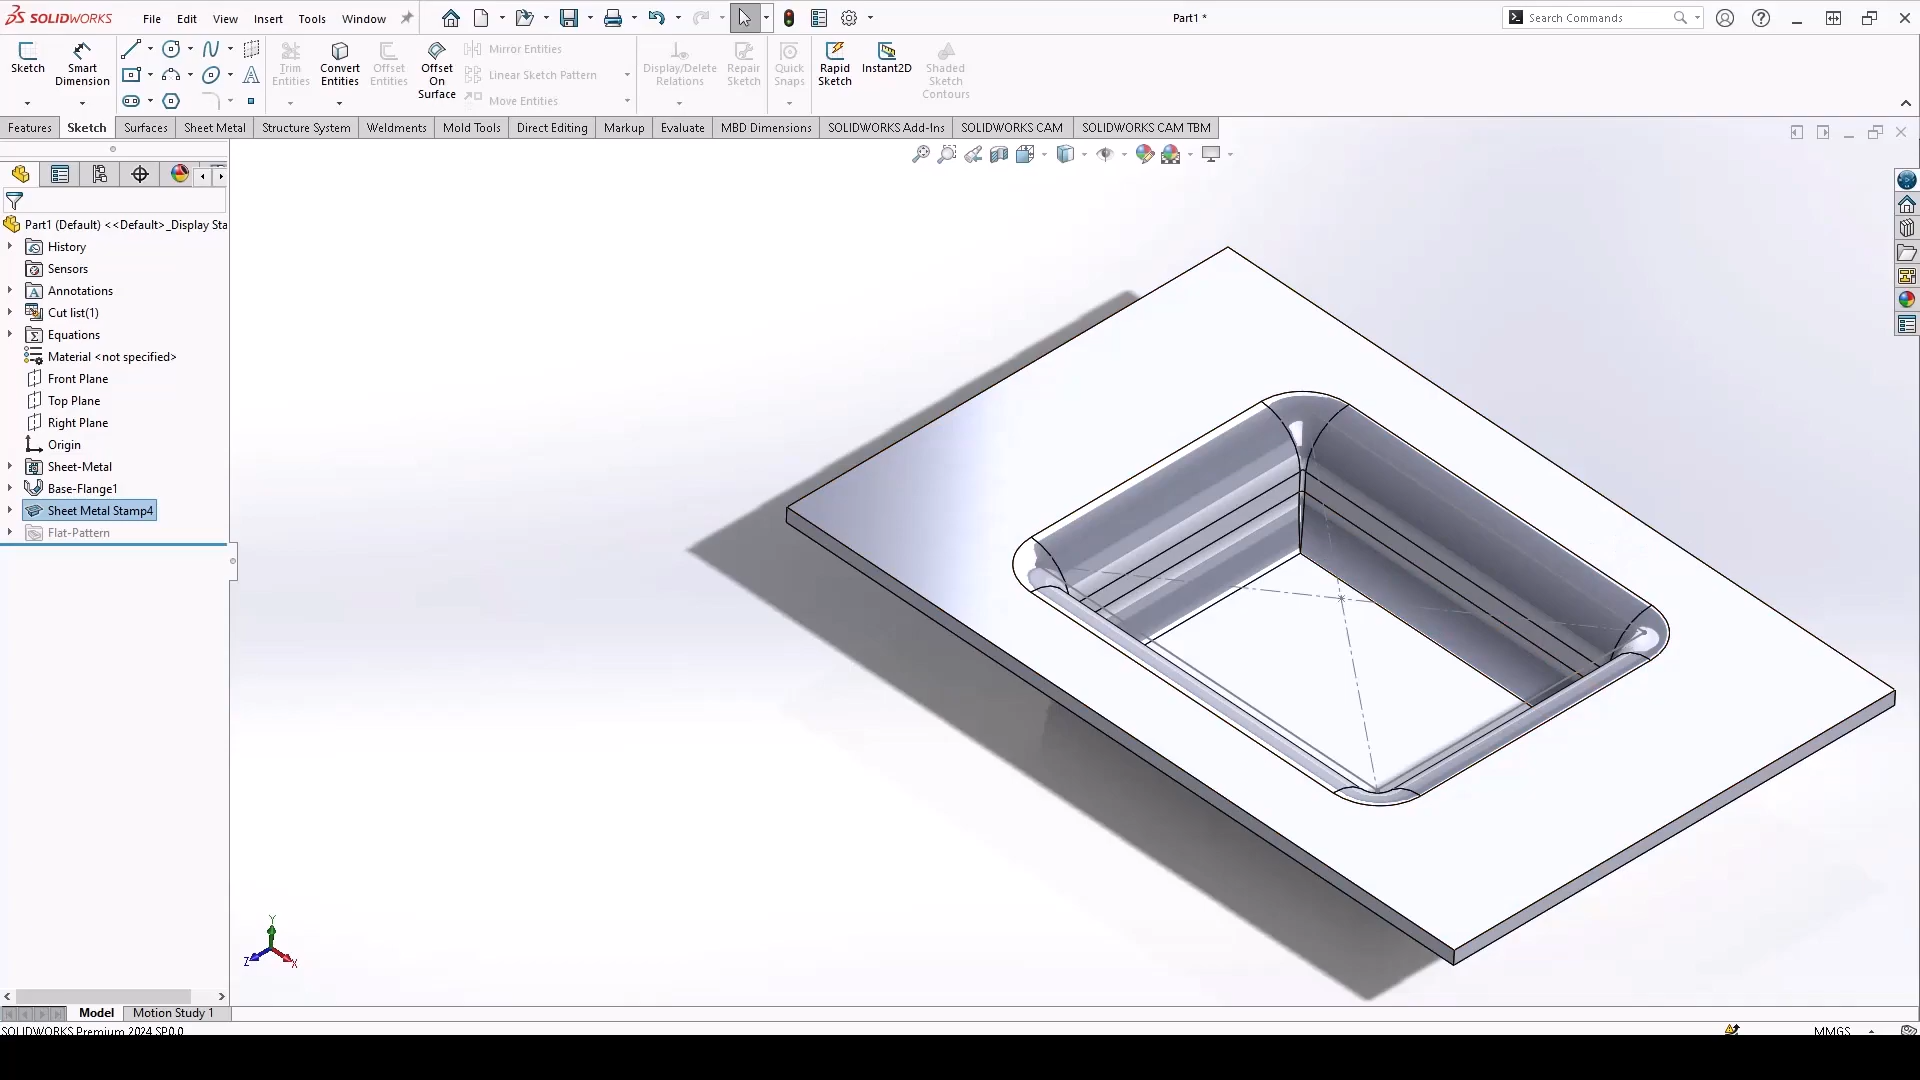 SOLIDWORKS File Edit View Insert Tools Window Part1 * Search Commands
Sketch Smart Dimension Trim Entities Convert Entities Offset Entities Offset On Surface Mirror Entities Linear Sketch Pattern Move Entities Display/Delete Relations Repair Sketch Quick Snaps Rapid Sketch Instant2D Shaded Sketch Contours
Features Sketch Surfaces Sheet Metal Structure System Weldments Mold Tools Direct Editing Markup Evaluate MBD Dimensions SOLIDWORKS Add-Ins SOLIDWORKS CAM SOLIDWORKS CAM TBM
Part1 (Default) <<Default>_Display Sta
History
Sensors
Annotations
Cut list(1)
Equations
Material <not specified>
Front Plane
Top Plane
Right Plane
Origin
Sheet-Metal
Base-Flange1
Sheet Metal Stamp4
Flat-Pattern
Y
Z X
Model Motion Study 1
SOLIDWORKS Premium 2024 SP0.0 MMGS